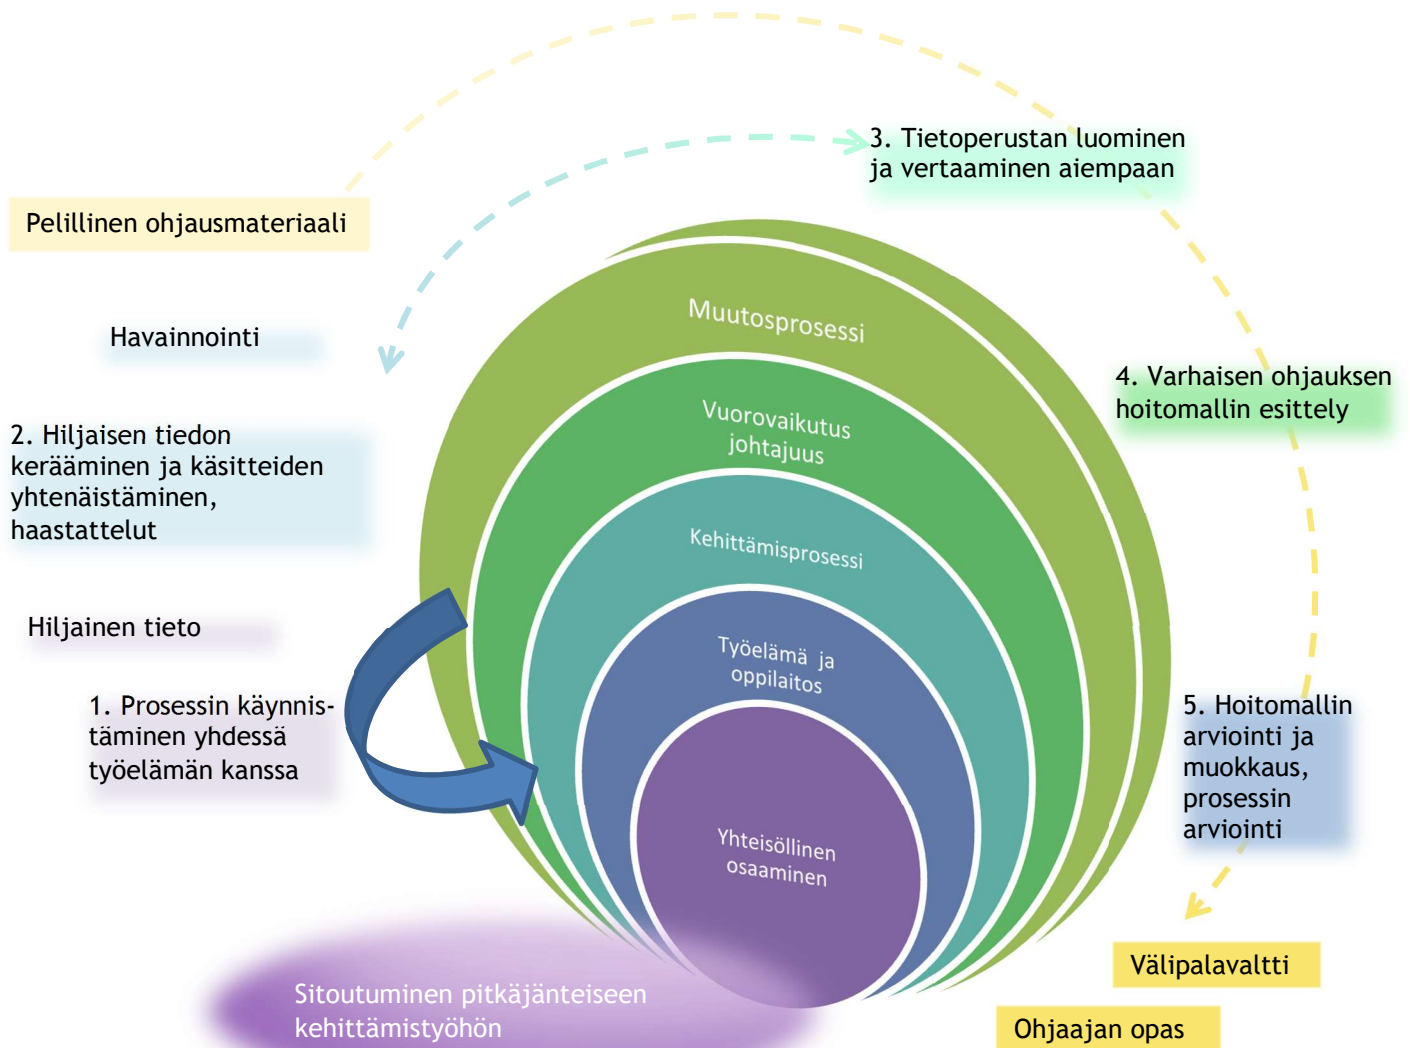 3. Tietoperustan luominen
ja vertaaminen aiempaan
Pelillinen ohjausmateriaali
Havainnointi
Muutosprosessi
4. Varhaisen ohjauksen
hoitomallin esittely
2. Hiljaisen tiedon
kerääminen ja käsitteiden
yhtenäistäminen,
haastattelut
Vuorovaikutus
johtajuus
Kehittämisprosessi
Hiljainen tieto
Työelämä ja
oppilaitos
1. Prosessin käynnis-
täminen yhdessä
työelämän kanssa
5. Hoitomallin
arviointi ja
muokkaus,
prosessin
arviointi
Yhteisöllinen
osaaminen
Välipalavaltti
Sitoutuminen pitkäjänteiseen
kehittämistyöhön
Ohjaajan opas